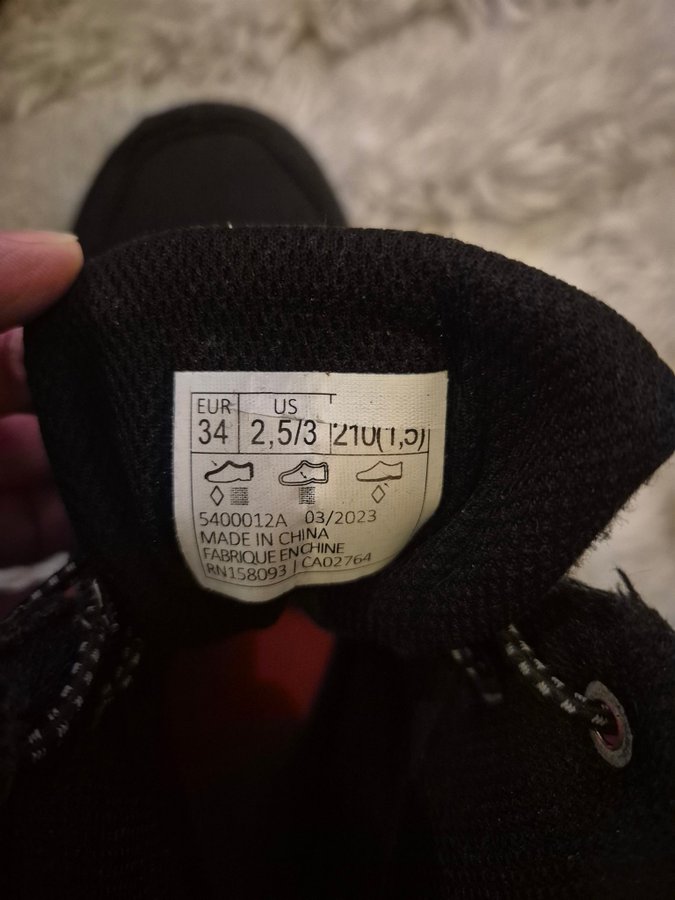 EUR US
34 2,5/3 210(1,5)
5400012A 03/2023
MADE IN CHINA
FABRIQUE EN CHINE
RN158093 | CA02764